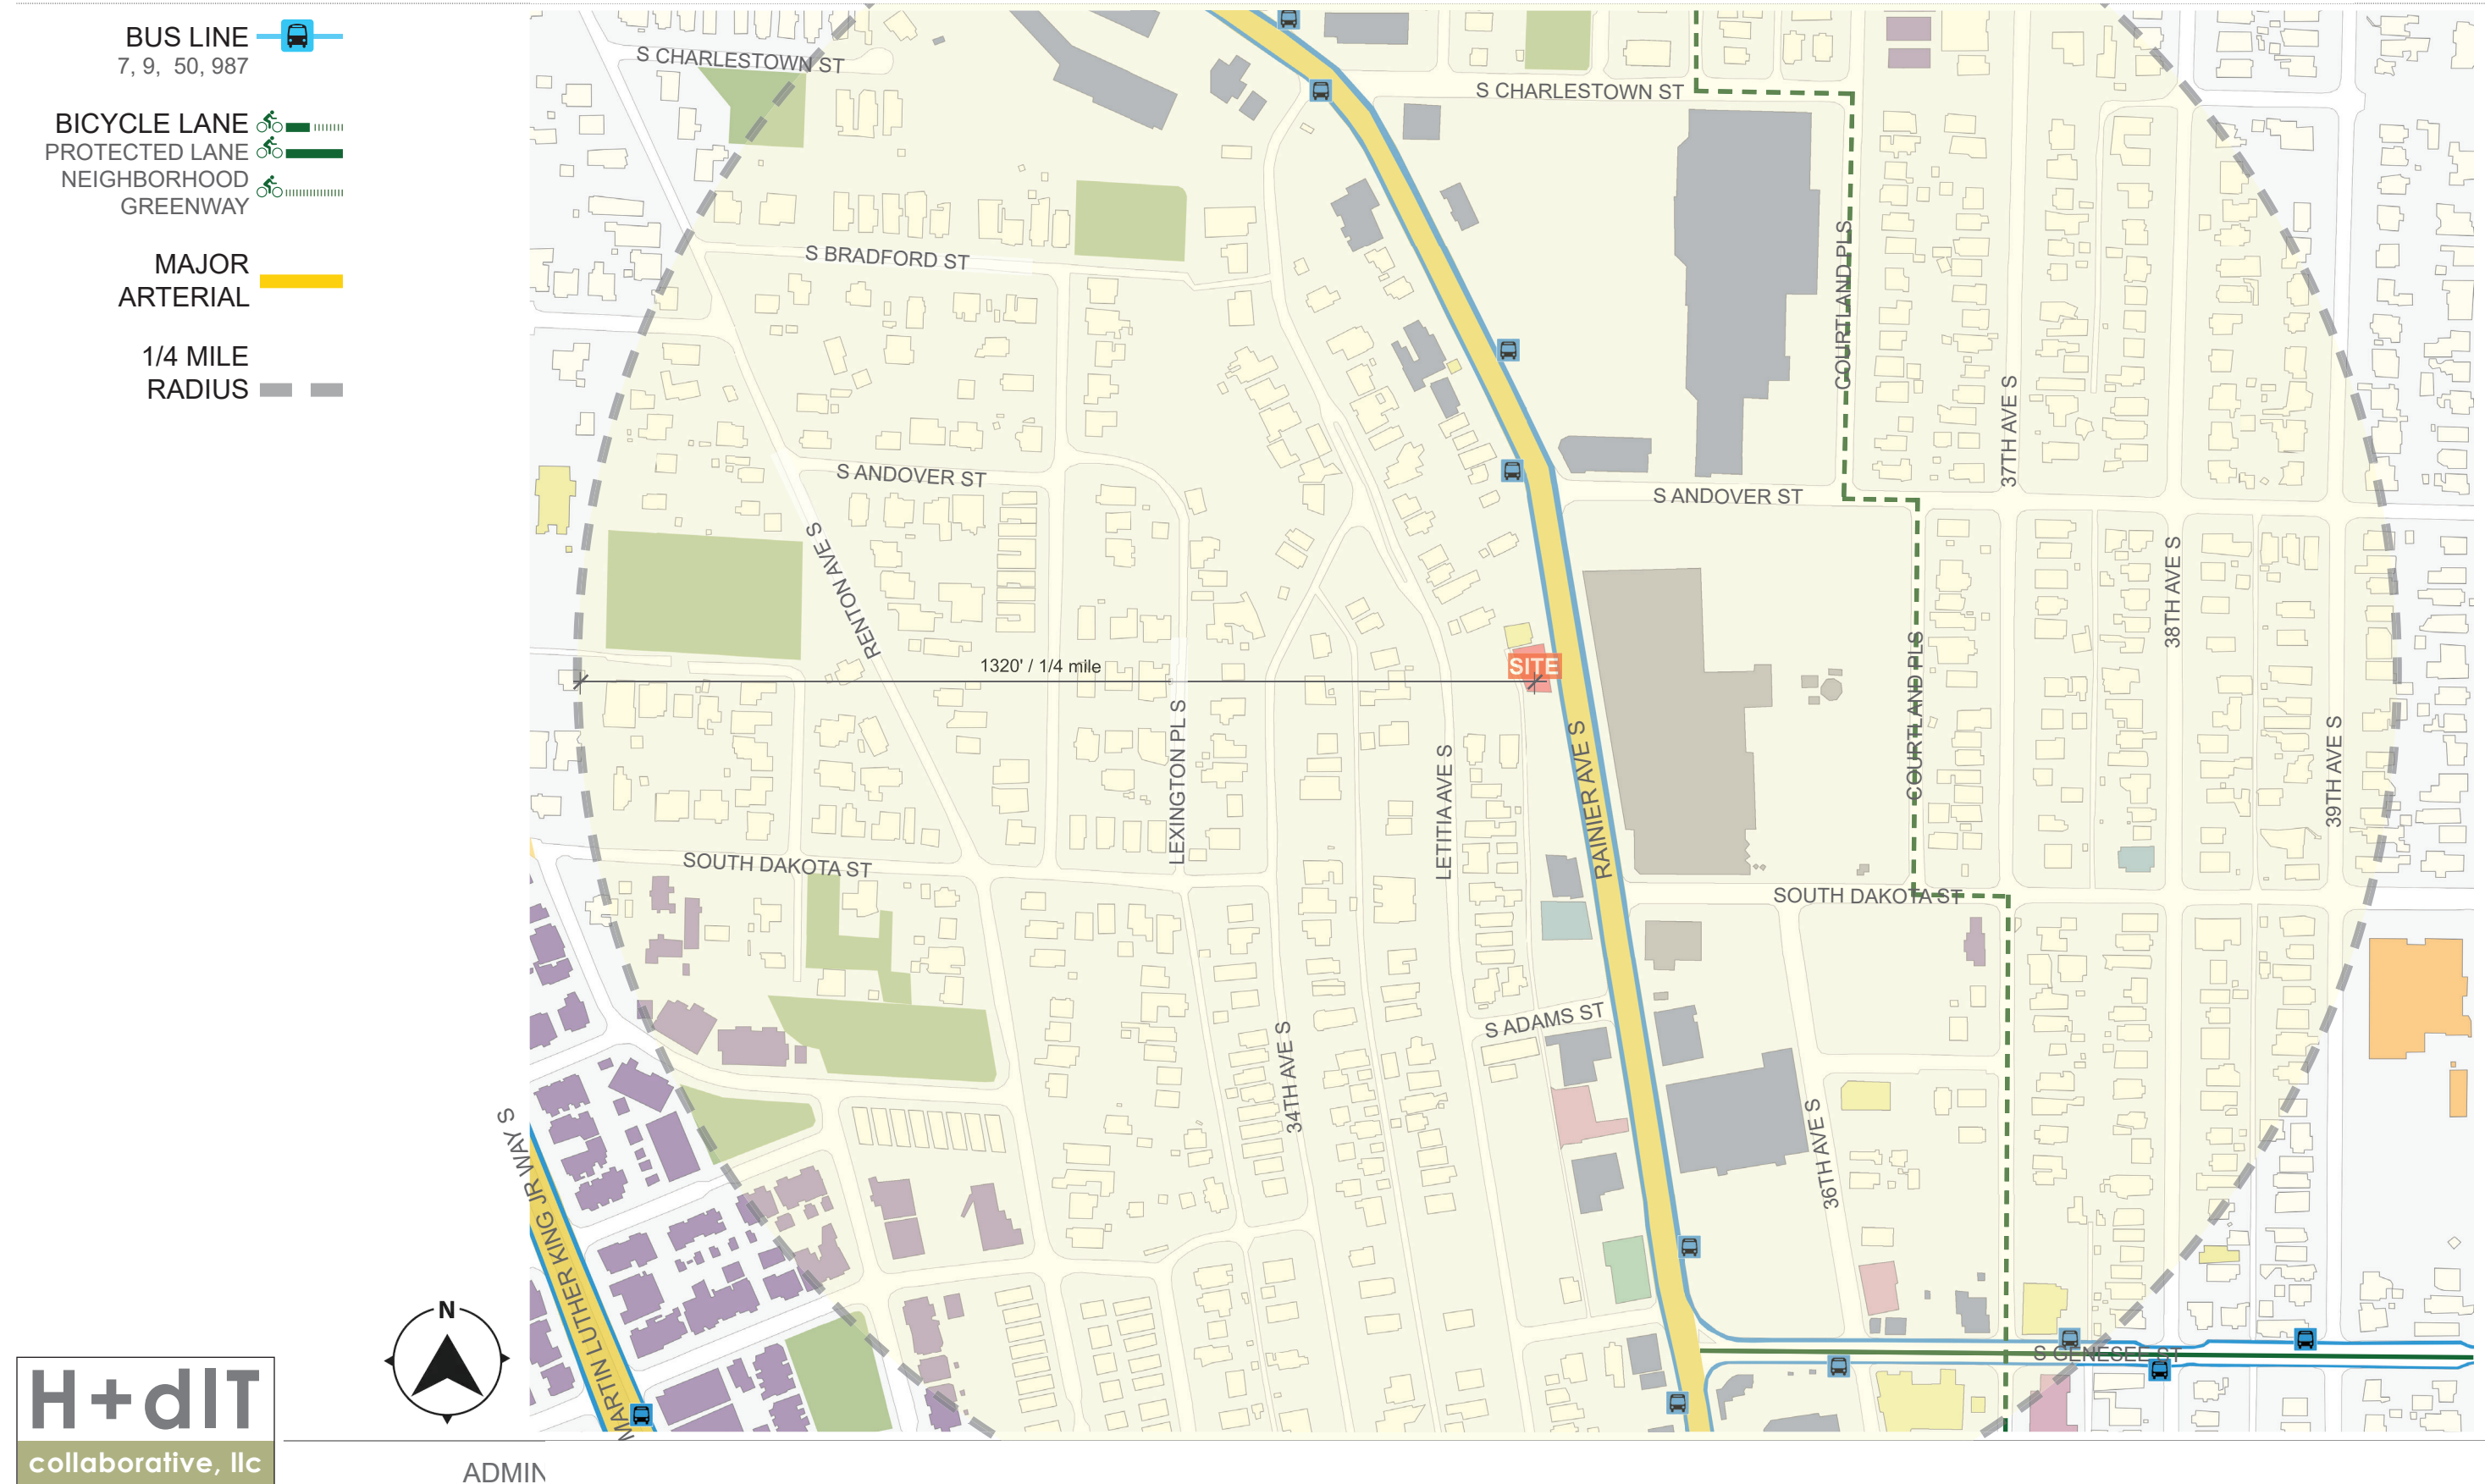 BUS LINE
7, 9, 50, 987
BICYCLE LANE
PROTECTED LANE
NEIGHBORHOOD
GREENWAY
MAJOR
ARTERIAL
1/4 MILE
RADIUS
S CHARLESTOWN ST
S CHARLESTOWN ST
S BRADFORD ST
COURTLAND PL S
37TH AVE S
S ANDOVER ST
S ANDOVER ST
RENTON AVE S
38TH AVE S
1320' / 1/4 mile
SITE
COURTLAND PL S
LEXINGTON PL S
LETITIA AVE S
RAINIER AVE S
39TH AVE S
SOUTH DAKOTA ST
SOUTH DAKOTA ST
S ADAMS ST
34TH AVE S
36TH AVE S
MARTIN LUTHER KING JR WAY S
S GENESEE ST
N
H+dIT
collaborative, llc
ADMIN